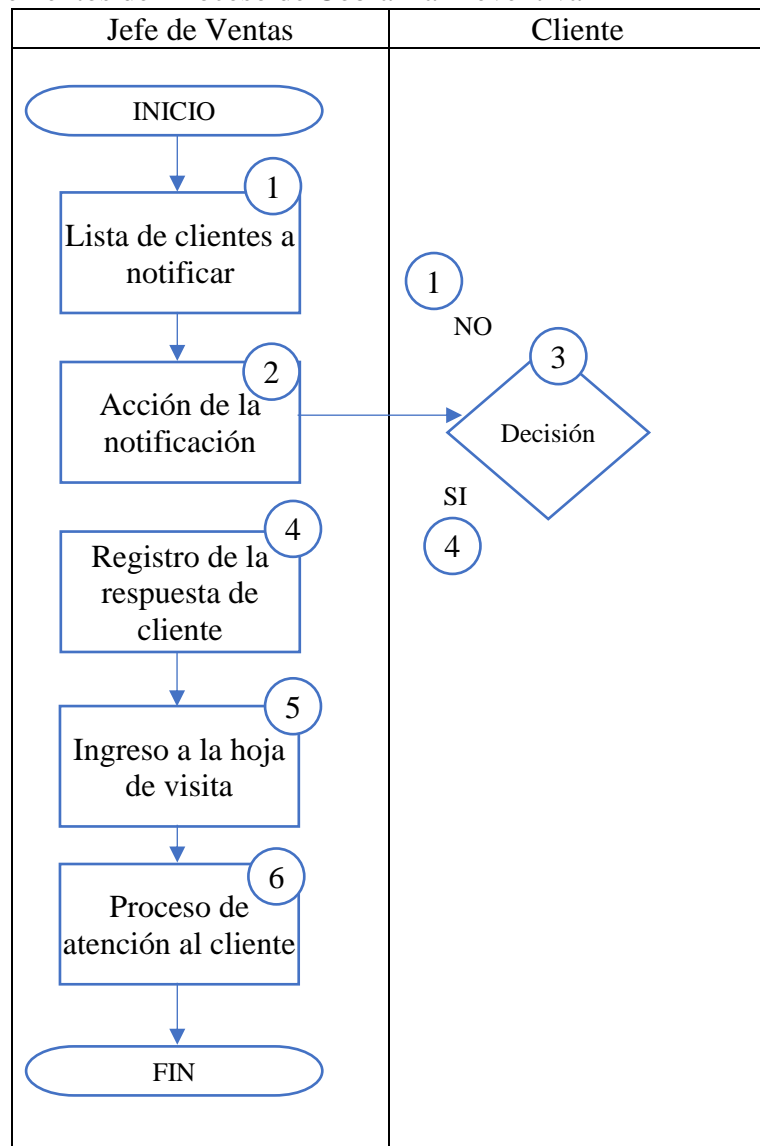 Jefe de Ventas
Cliente
INICIO
1
Lista de clientes a
notificar
1
NO
2
3
Acción de la
notificación
Decisión
SI
4
4
Registro de la
respuesta de
cliente
5
Ingreso a la hoja
de visita
6
Proceso de
atención al cliente
FIN